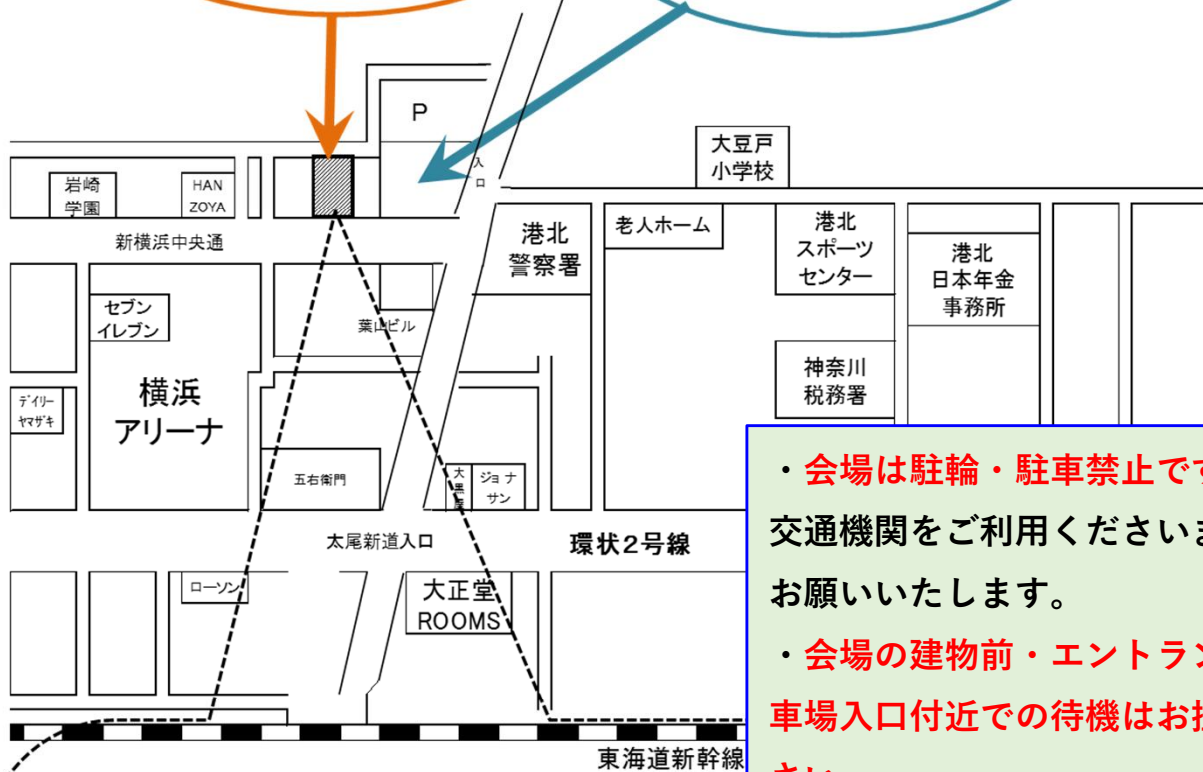 P
入
口
大豆戸
小学校
岩崎
学園
HAN
ZOYA
新横浜中央通
港北
警察署
老人ホーム
港北
スポーツ
センター
港北
日本年金
事務所
セブン
イレブン
葉山ビル
神奈川
税務署
デイリー
ヤマザキ
横浜
アリーナ
五右衛門
大
黒
屋
ジョナ
サン
太尾新道入口
環状2号線
ローソン
大正堂
ROOMS
東海道新幹線
・会場は駐輪・駐車禁止です
交通機関をご利用くださいま
お願いいたします。
・会場の建物前・エントラン
車場入口付近での待機はお